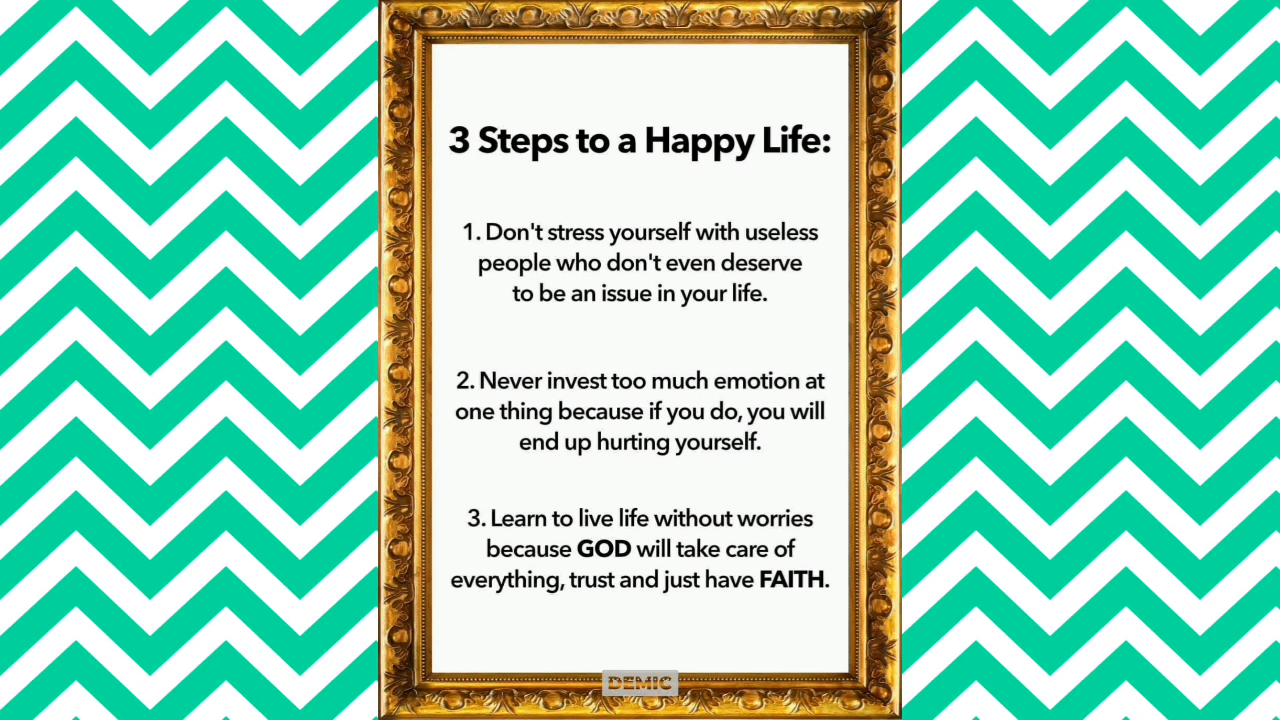 3 Steps to a Happy Life:
1. Don't stress yourself with useless
people who don't even deserve
to be an issue in your life.
2. Never invest too much emotion at
one thing because if you do, you will
end up hurting yourself.
3. Learn to live life without worries
because GOD will take care of
everything, trust and just have FAITH.
DEMIC